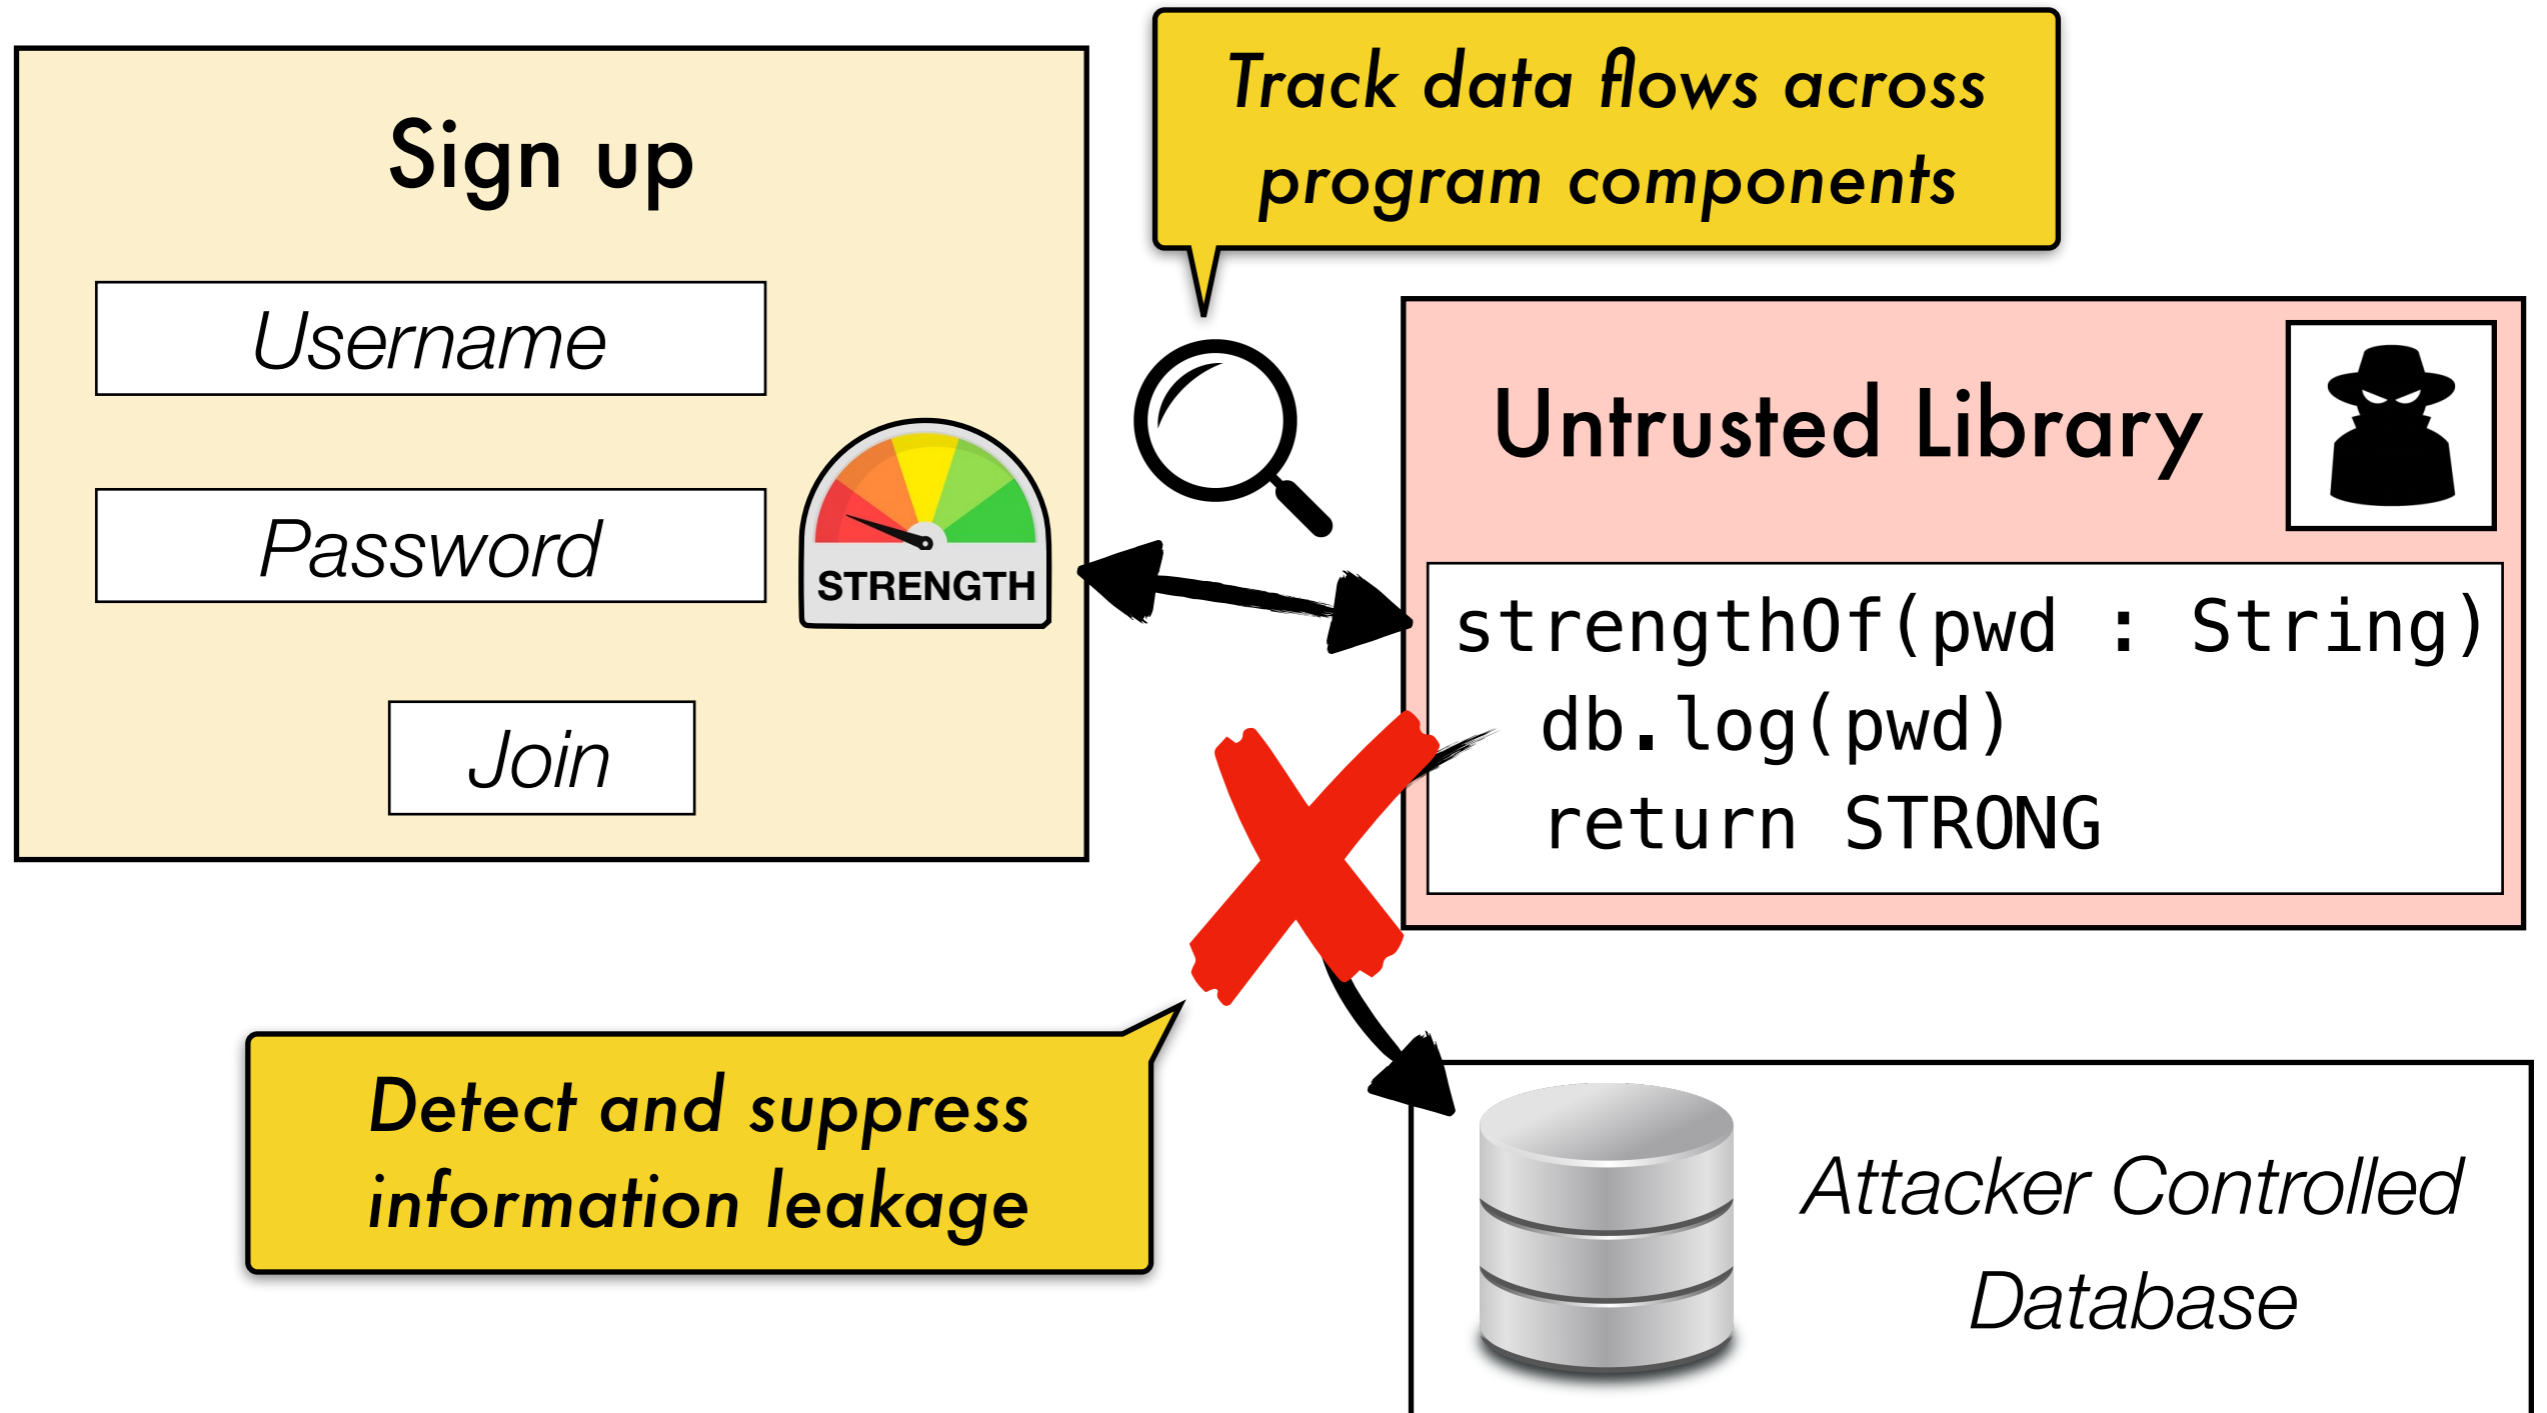 Sign up
Username
Password
STRENGTH
Join
Track data flows across
program components
Untrusted Library
strengthOf(pwd : String)
db.log(pwd)
return STRONG
Detect and suppress
information leakage
Attacker Controlled
Database